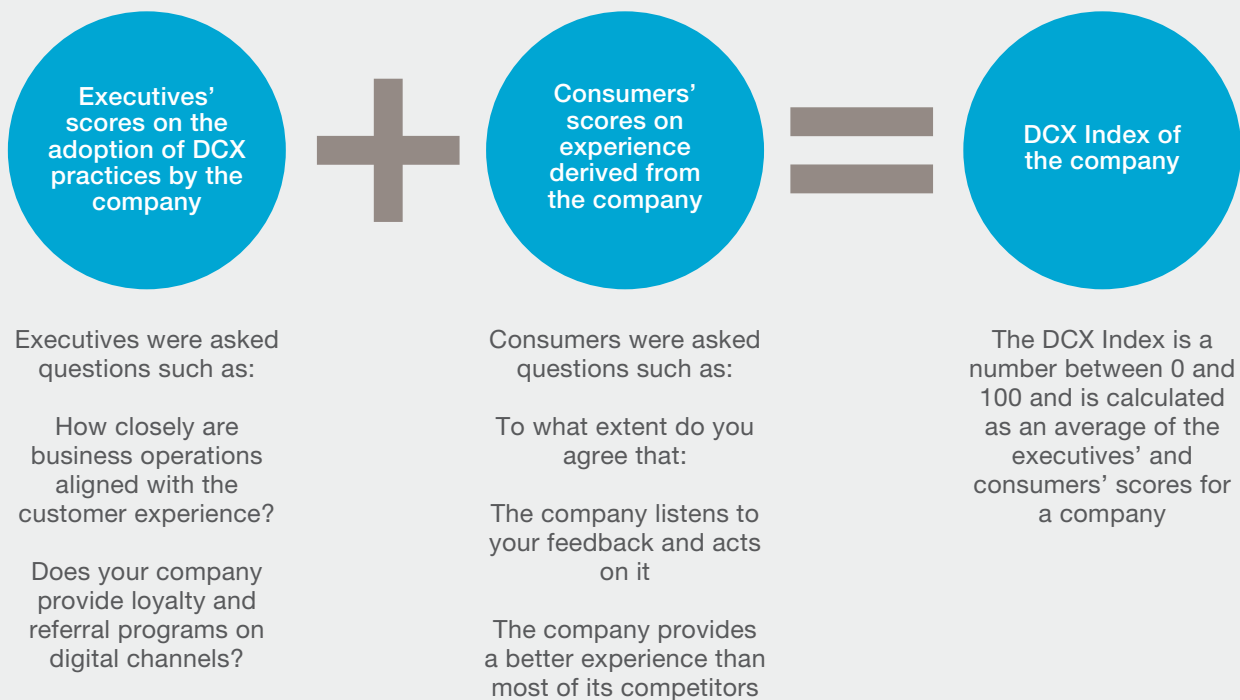 Executives’
scores on the
adoption of DCX
practices by the
company
Consumers’
scores on
experience
derived from
the company
DCX Index of
the company
Executives were asked
questions such as:
How closely are
business operations
aligned with the
customer experience?
Does your company
provide loyalty and
referral programs on
digital channels?
Consumers were asked
questions such as:
To what extent do you
agree that:
The company listens to
your feedback and acts
on it
The company provides
a better experience than
most of its competitors
The DCX Index is a
number between 0 and
100 and is calculated
as an average of the
executives’ and
consumers’ scores for
a company